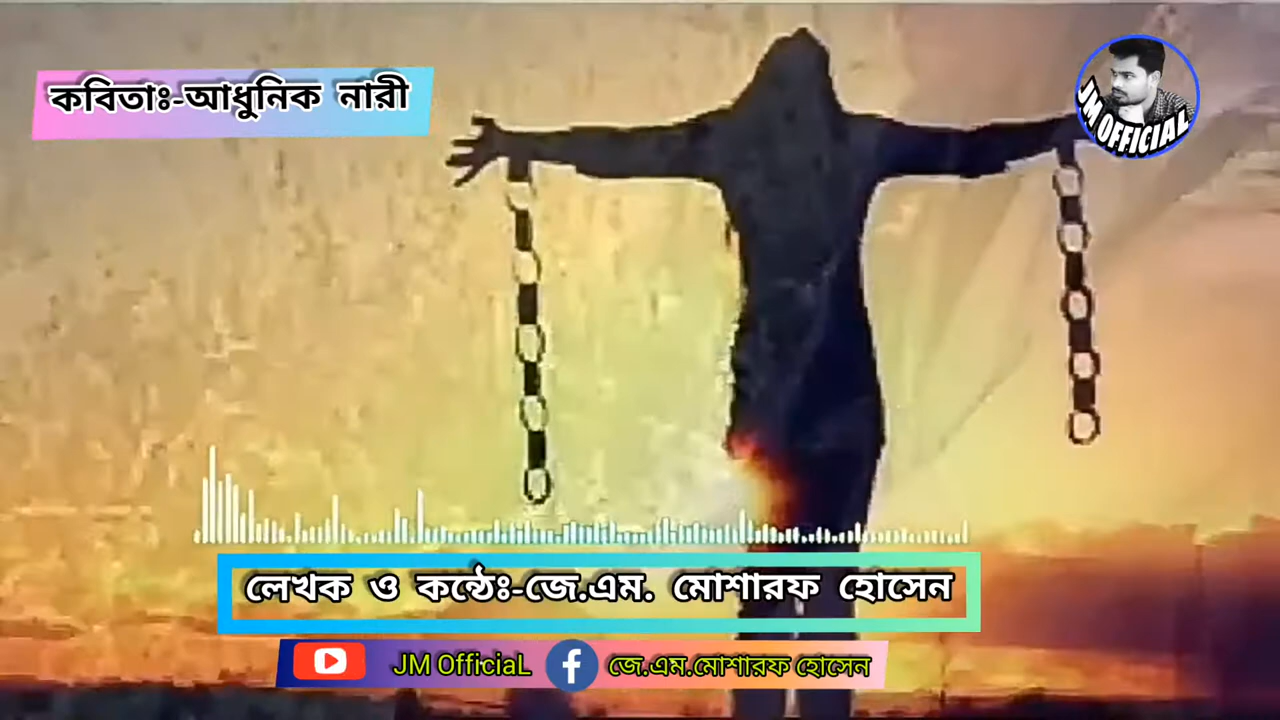 কবিতাঃ-আধুনিক নারী
JM OFFICIAL
লেখক ও কন্ঠেঃ-জে.এম. মোশারফ হোসেন
JM OfficiaL
জে.এম.মোশারফ হোসেন